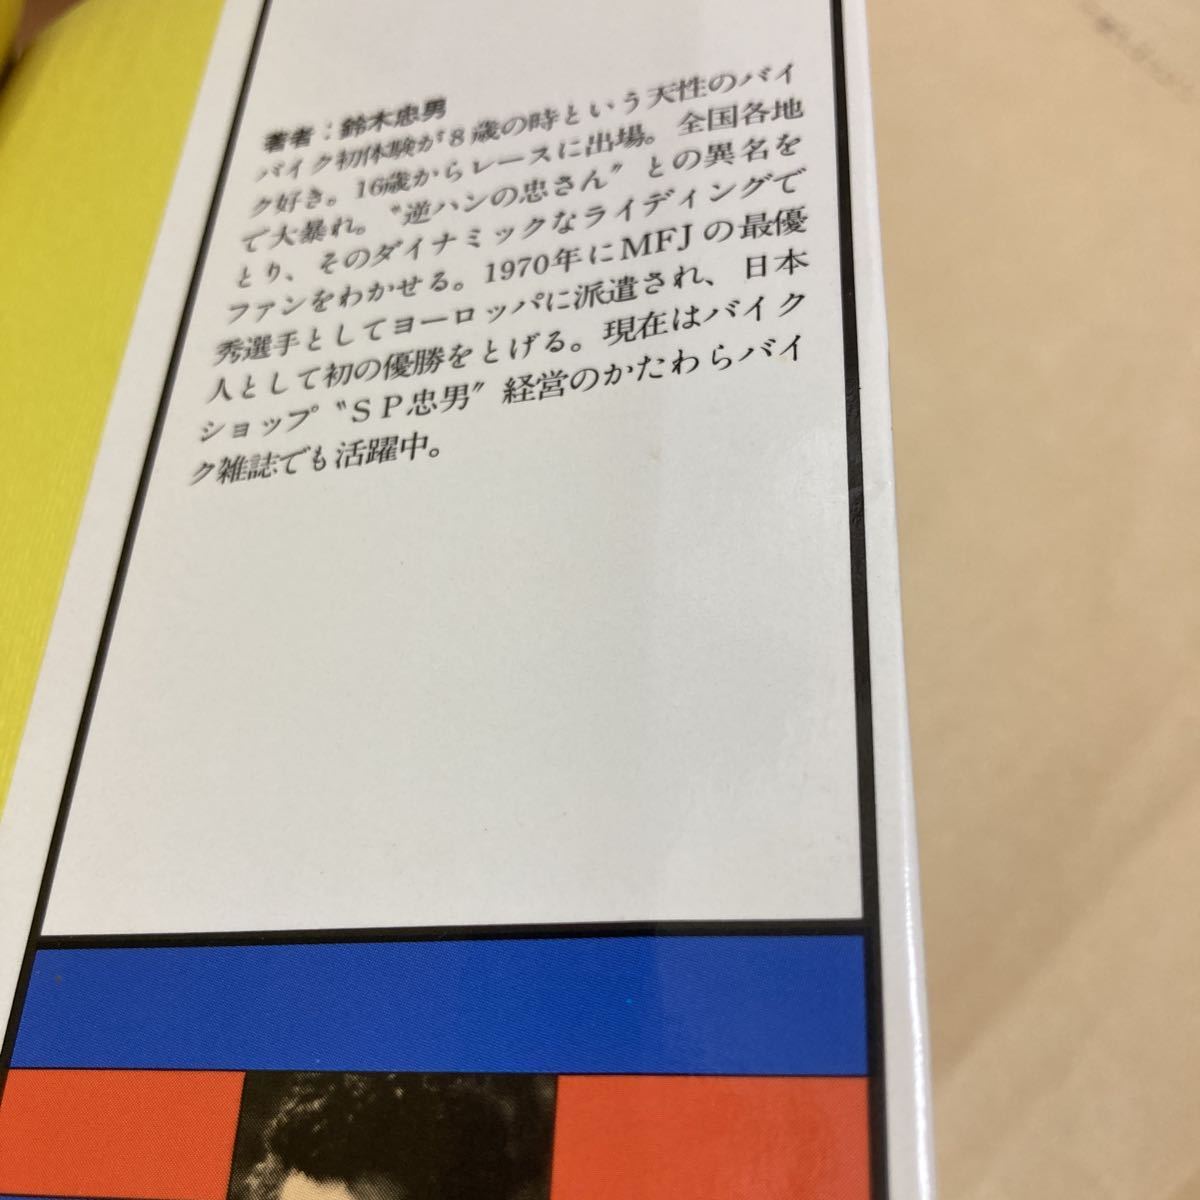 著者：鈴木忠男
バイク初体験が8歳の時という天性のバイ
ク好き。16歳からレースに出場。全国各地
で大暴れ。〝逆ハンの忠さん〟との異名を
とり、そのダイナミックなライディングで
ファンをわかせる。1970年にMFJの最優
秀選手としてヨーロッパに派遣され、日本
人として初の優勝をとげる。現在はバイク
ショップ〝SP忠男〟経営のかたわらバイ
ク雑誌でも活躍中。